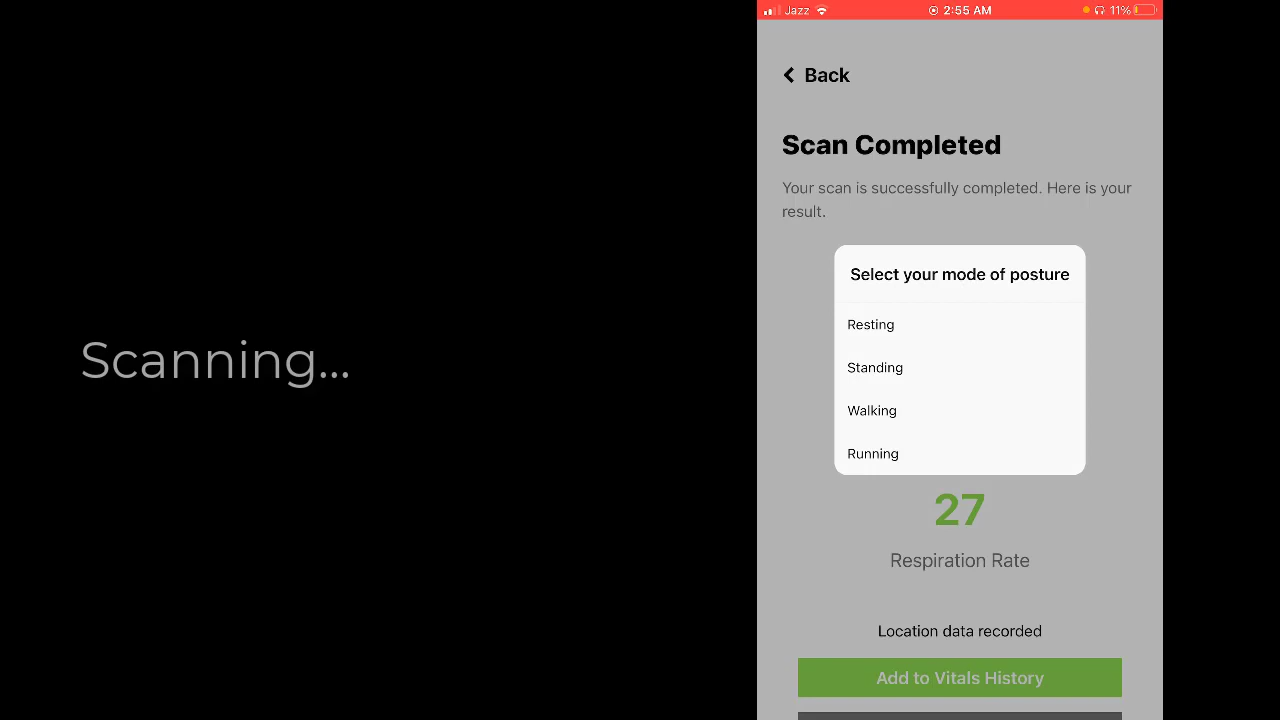 Scanning...
Jazz 2:55 AM 11%
Back
Scan Completed
Your scan is successfully completed. Here is your
result.
Select your mode of posture
Resting
Standing
Walking
Running
27
Respiration Rate
Location data recorded
Add to Vitals History